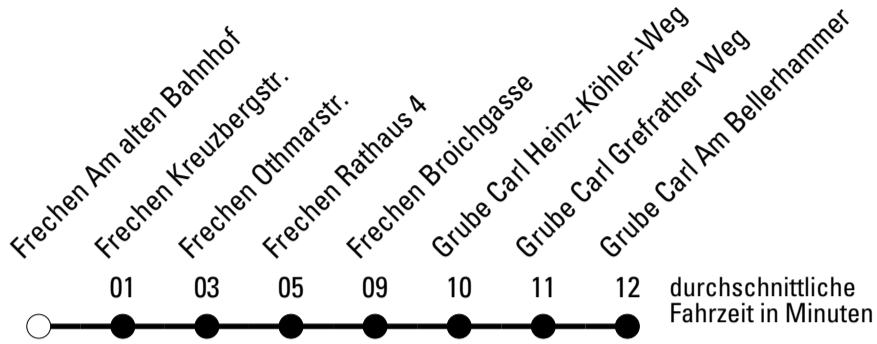 Frechen Am alten Bahnhof
Frechen Kreuzbergstr.
Frechen Othmarstr.
Frechen Rathaus 4
Frechen Broichgasse
Grube Carl Heinz-Köhler-Weg
Grube Carl Grefrather Weg
Grube Carl Am Bellerhammer
01 03 05 09 10 11 12 durchschnittliche
Fahrzeit in Minuten